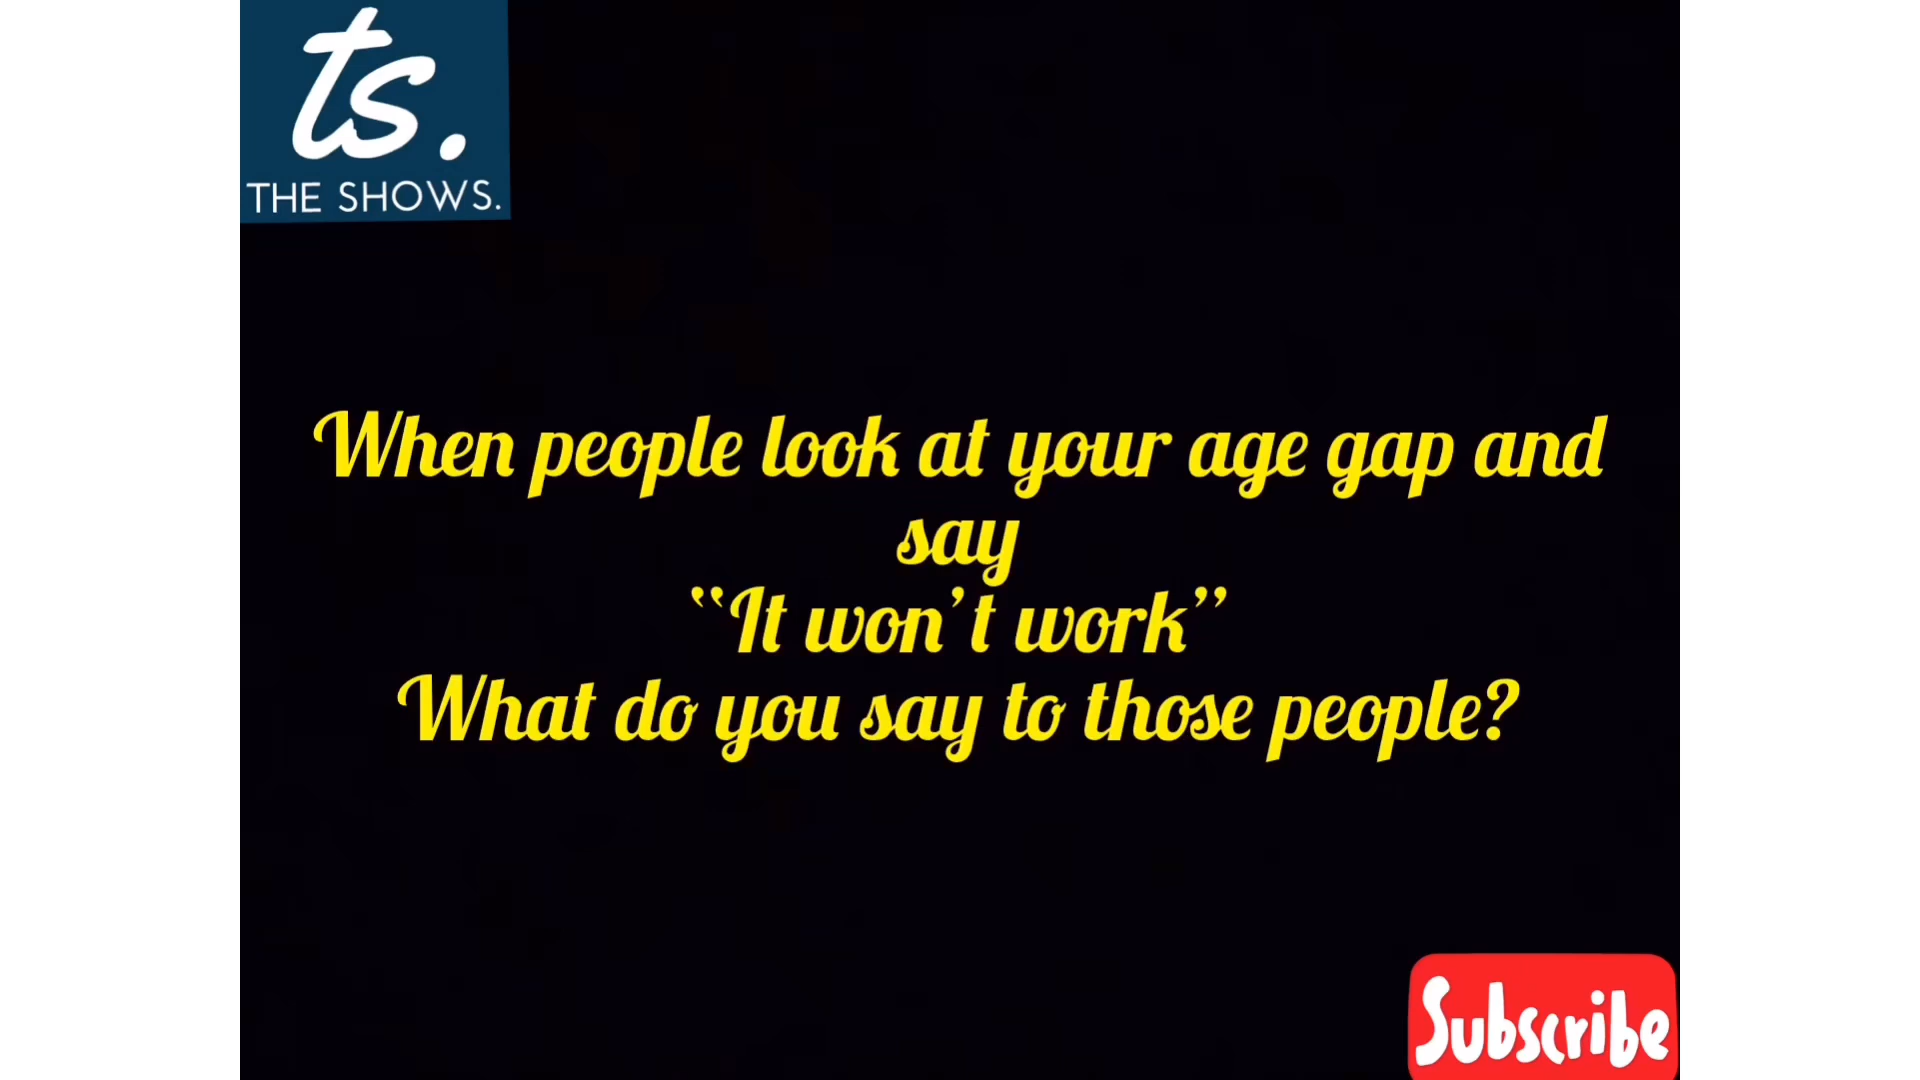 ts.
THE SHOWS.
When people look at your age gap and
say
“It won’t work”
What do you say to those people?
Subscribe